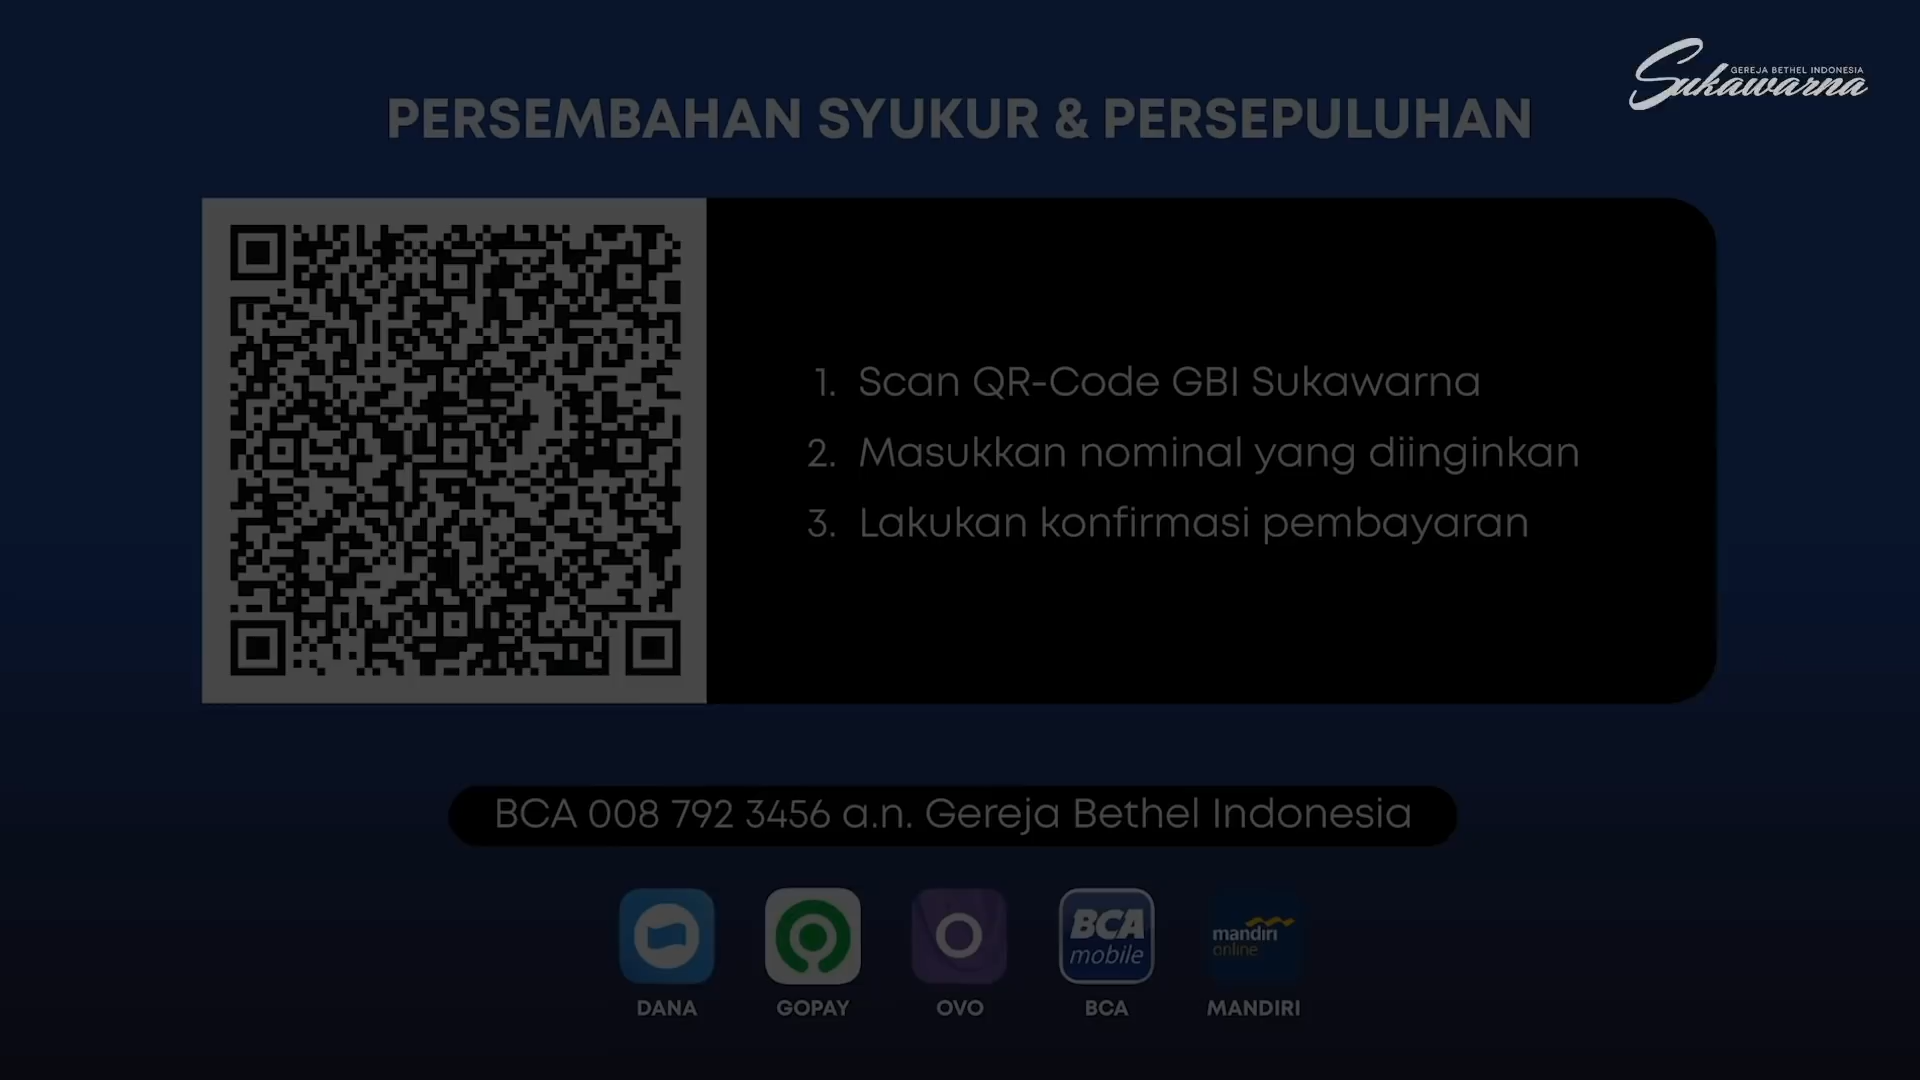 GEREJA BETHEL INDONESIA
Sukawarna
PERSEMBAHAN SYUKUR & PERSEPULUHAN
1. Scan QR-Code GBI Sukawarna
2. Masukkan nominal yang diinginkan
3. Lakukan konfirmasi pembayaran
BCA 008 792 3456 a.n. Gereja Bethel Indonesia
BCA
mobile
mandiri
online
DANA GOPAY OVO BCA MANDIRI